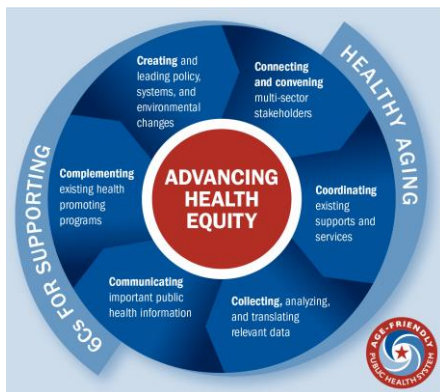 6Cs FOR SUPPORTING
HEALTHY AGING
Creating and
leading policy,
systems, and
environmental
changes
Connecting
and convening
multi-sector
stakeholders
Coordinating
existing
supports and
services
Collecting, analyzing,
and translating
relevant data
Communicating
important public
health information
Complementing
existing health
promoting
programs
ADVANCING
HEALTH
EQUITY
AGE-FRIENDLY
PUBLIC HEALTH SYSTEM